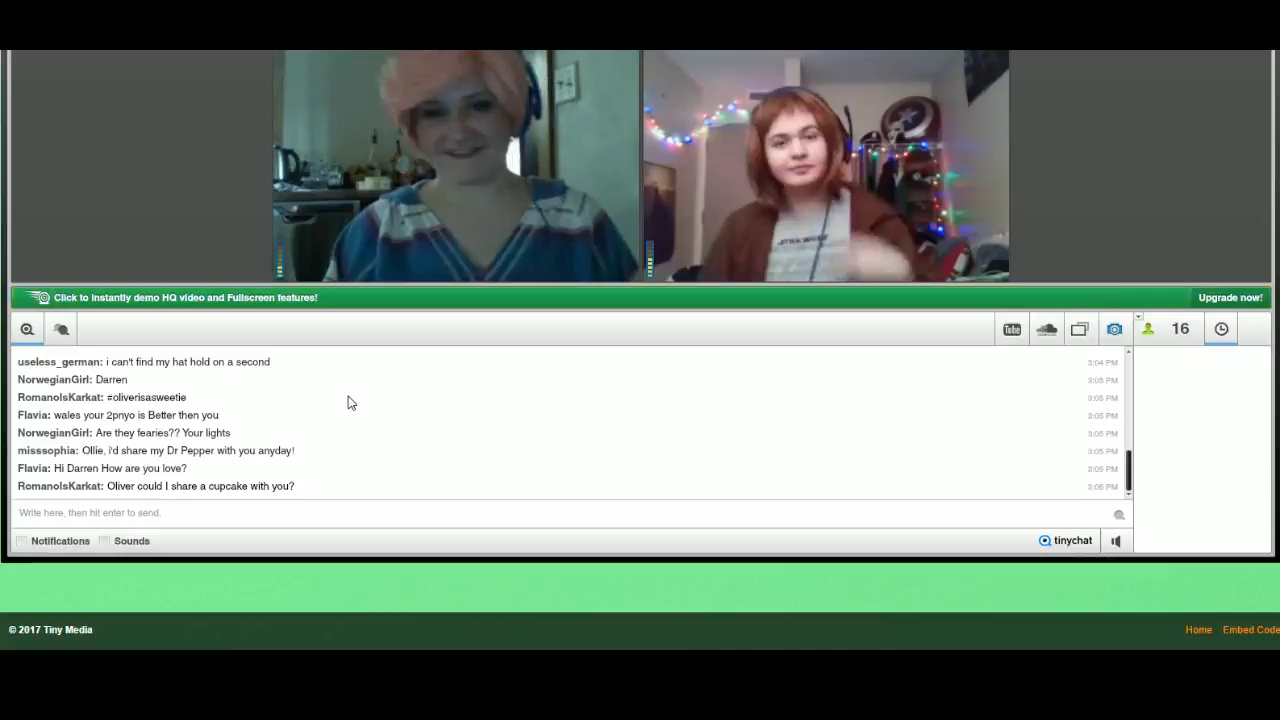 STAR WARS
Click to instantly demo HQ video and Fullscreen features!
Upgrade now!
You Tube
16
useless_german: i can't find my hat hold on a second 3:04 PM
NorwegianGirl: Darren 3:05 PM
RomanoIsKarkat: #oliverisasweetie 3:05 PM
Flavia: wales your 2pnyo is Better then you 3:05 PM
NorwegianGirl: Are they fearies?? Your lights 3:05 PM
misssophia: Ollie, i'd share my Dr Pepper with you anyday! 3:05 PM
Flavia: Hi Darren How are you love? 3:05 PM
RomanoIsKarkat: Oliver could I share a cupcake with you? 3:06 PM
Write here, then hit enter to send.
Notifications Sounds tinychat
© 2017 Tiny Media Home Embed Code